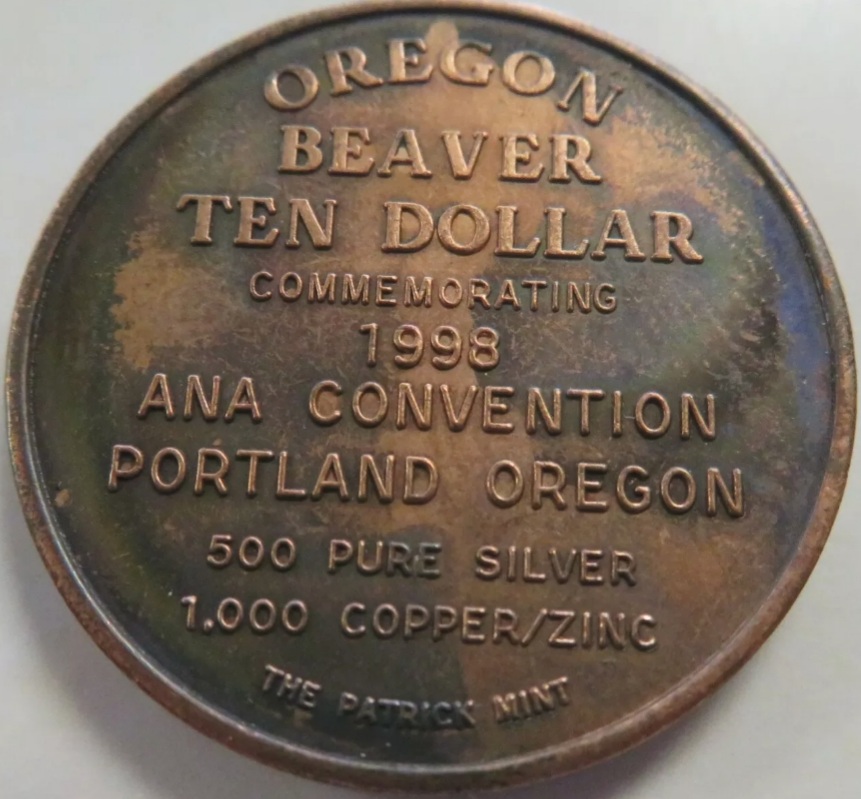 OREGON
BEAVER
TEN DOLLAR
COMMEMORATING
1998
ANA CONVENTION
PORTLAND OREGON
500 PURE SILVER
1,000 COPPER/ZINC
THE PATRICK MINT